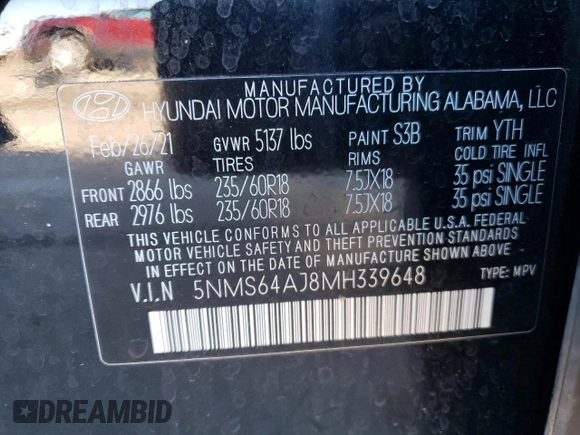 MANUFACTURED BY
HYUNDAI MOTOR MANUFACTURING ALABAMA, LLC
Feb/26/21 GVWR 5137 lbs PAINT S3B TRIM YTH
GAWR TIRES RIMS COLD TIRE INFL
FRONT 2866 lbs 235/60R18 7.5JX18 35 psi SINGLE
REAR 2976 lbs 235/60R18 7.5JX18 35 psi SINGLE
THIS VEHICLE CONFORMS TO ALL APPLICABLE U.S.A. FEDERAL
MOTOR VEHICLE SAFETY AND THEFT PREVENTION STANDARDS
IN EFFECT ON THE DATE OF MANUFACTURE SHOWN ABOVE.
V.I.N 5NMS64AJ8MH339648 TYPE: MPV
DREAMBID